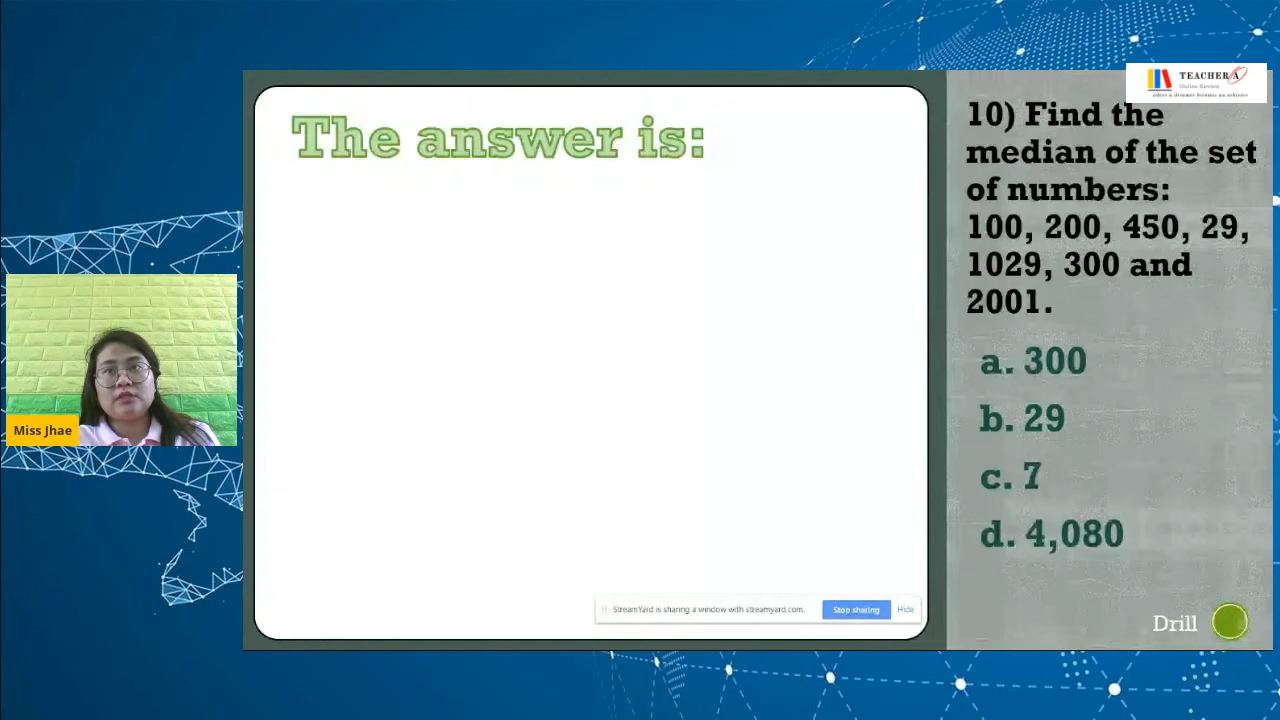 TEACHER A
Online Review
The answer is:
10) Find the
median of the set
of numbers:
100, 200, 450, 29,
1029, 300 and
2001.
a. 300
b. 29
c. 7
d. 4,080
Miss Jhae
StreamYard is sharing a window with streamyard.com.
Stop sharing
Hide
Drill